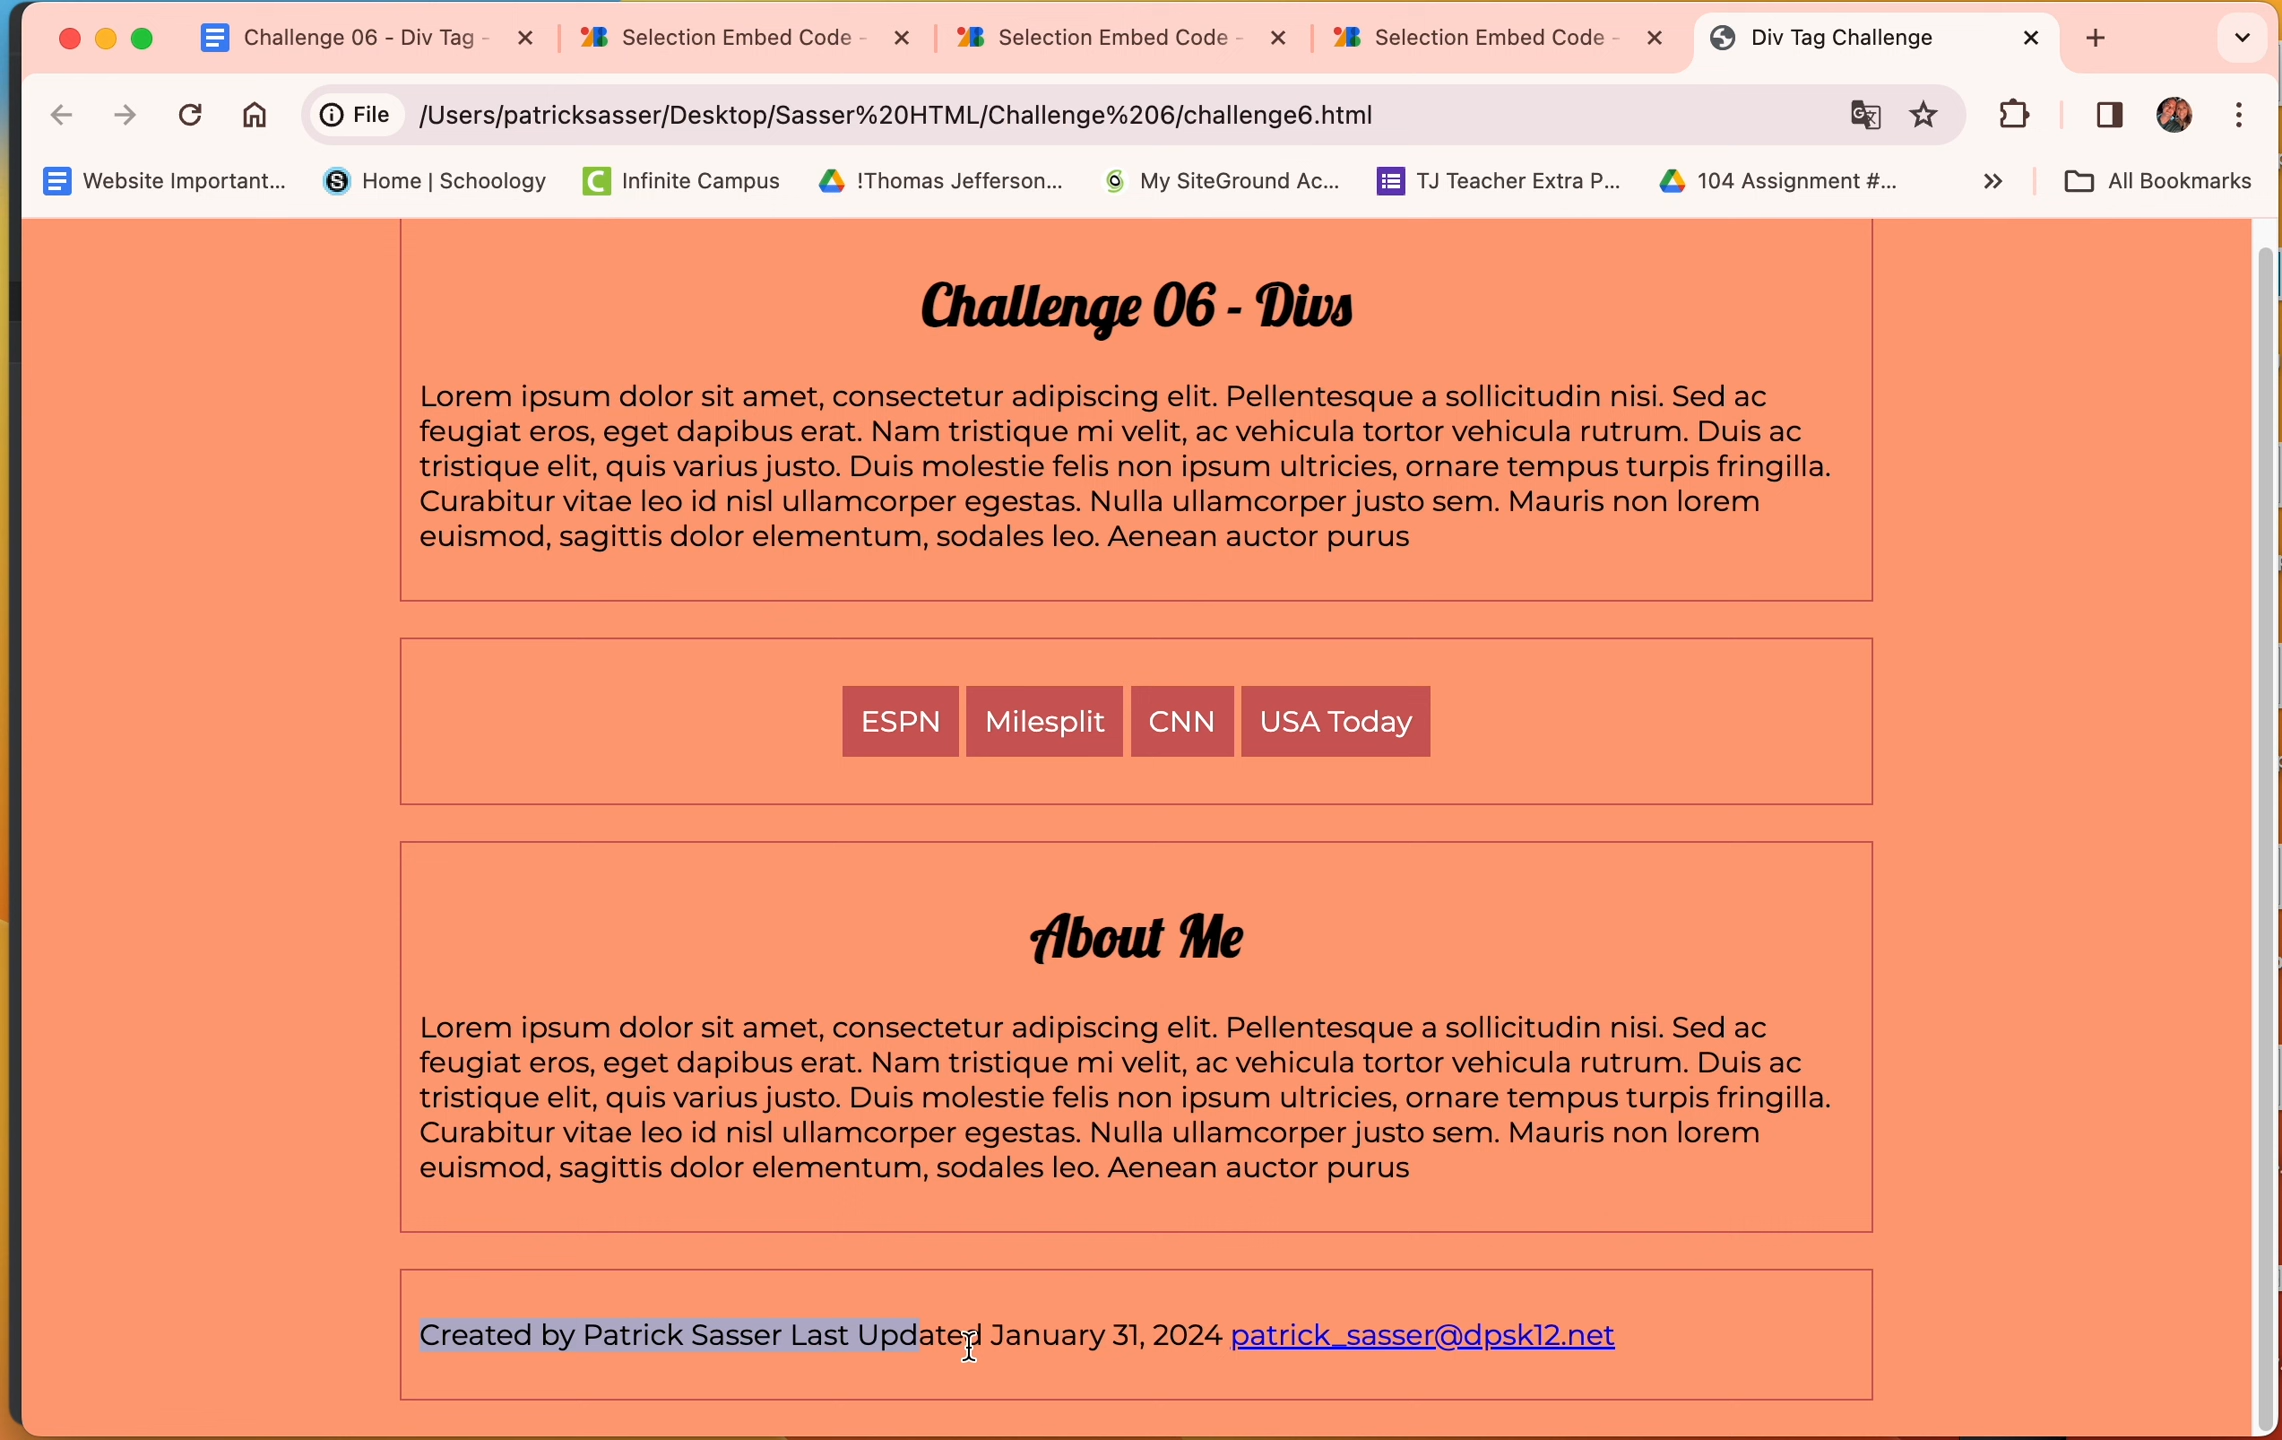 Challenge 06 - Div Tag -
Selection Embed Code -
Selection Embed Code -
Selection Embed Code -
Div Tag Challenge
File
/Users/patricksasser/Desktop/Sasser%20HTML/Challenge%206/challenge6.html
Website Important...
Home | Schoology
Infinite Campus
!Thomas Jefferson...
My SiteGround Ac...
TJ Teacher Extra P...
104 Assignment #...
All Bookmarks
Challenge 06 - Divs
Lorem ipsum dolor sit amet, consectetur adipiscing elit. Pellentesque a sollicitudin nisi. Sed ac
feugiat eros, eget dapibus erat. Nam tristique mi velit, ac vehicula tortor vehicula rutrum. Duis ac
tristique elit, quis varius justo. Duis molestie felis non ipsum ultricies, ornare tempus turpis fringilla.
Curabitur vitae leo id nisl ullamcorper egestas. Nulla ullamcorper justo sem. Mauris non lorem
euismod, sagittis dolor elementum, sodales leo. Aenean auctor purus
ESPN Milesplit CNN USA Today
About Me
Lorem ipsum dolor sit amet, consectetur adipiscing elit. Pellentesque a sollicitudin nisi. Sed ac
feugiat eros, eget dapibus erat. Nam tristique mi velit, ac vehicula tortor vehicula rutrum. Duis ac
tristique elit, quis varius justo. Duis molestie felis non ipsum ultricies, ornare tempus turpis fringilla.
Curabitur vitae leo id nisl ullamcorper egestas. Nulla ullamcorper justo sem. Mauris non lorem
euismod, sagittis dolor elementum, sodales leo. Aenean auctor purus
Created by Patrick Sasser Last Updated January 31, 2024 patrick_sasser@dpsk12.net